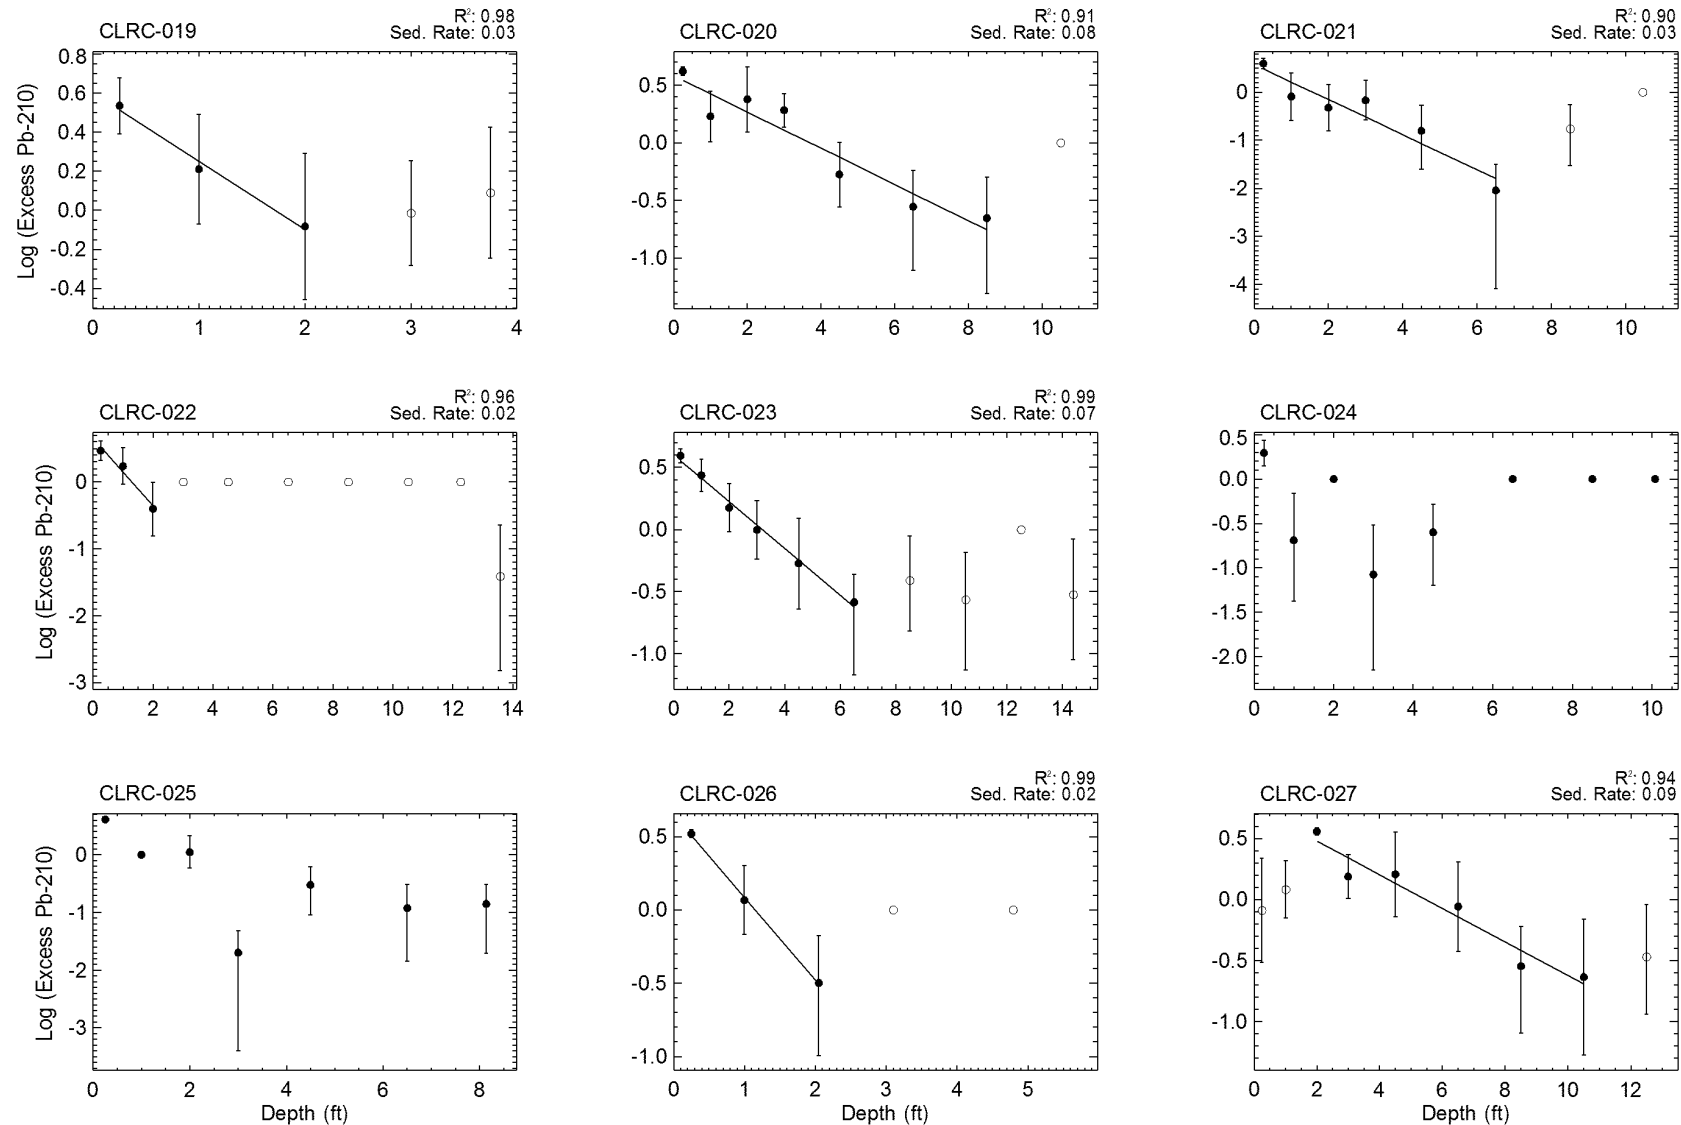 R²: 0.98
CLRC-019 Sed. Rate: 0.03
R²: 0.91
CLRC-020 Sed. Rate: 0.08
R²: 0.90
CLRC-021 Sed. Rate: 0.03
Log (Excess Pb-210)
0.8
0.6
0.4
0.2
0.0
-0.2
-0.4
0 1 2 3 4
0.5
0.0
-0.5
-1.0
0 2 4 6 8 10
0
-1
-2
-3
-4
0 2 4 6 8 10
R²: 0.96
CLRC-022 Sed. Rate: 0.02
R²: 0.99
CLRC-023 Sed. Rate: 0.07
CLRC-024
Log (Excess Pb-210)
0
-1
-2
-3
0 2 4 6 8 10 12 14
0.5
0.0
-0.5
-1.0
0 2 4 6 8 10 12 14
0.5
0.0
-0.5
-1.0
-1.5
-2.0
0 2 4 6 8 10
CLRC-025
R²: 0.99
CLRC-026 Sed. Rate: 0.02
R²: 0.94
CLRC-027 Sed. Rate: 0.09
Log (Excess Pb-210)
0
-1
-2
-3
0 2 4 6 8
Depth (ft)
0.5
0.0
-0.5
-1.0
0 1 2 3 4 5
Depth (ft)
0.5
0.0
-0.5
-1.0
0 2 4 6 8 10 12
Depth (ft)